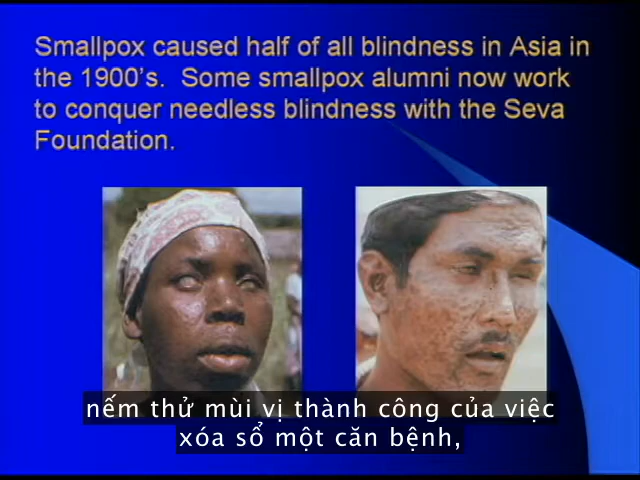 Smallpox caused half of all blindness in Asia in
the 1900's.  Some smallpox alumni now work
to conquer needless blindness with the Seva
Foundation.
nếm thử mùi vị thành công của việc
xóa sổ một căn bệnh,